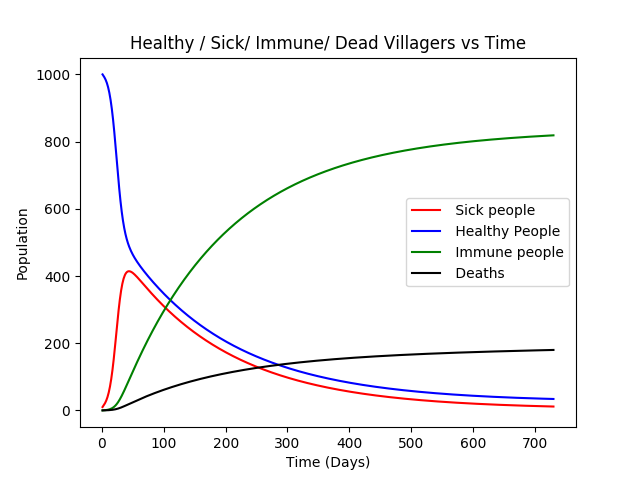 Healthy / Sick/ Immune/ Dead Villagers vs Time
Population
1000
800
600
400
200
0
Sick people
Healthy People
Immune people
Deaths
0 100 200 300 400 500 600 700
Time (Days)